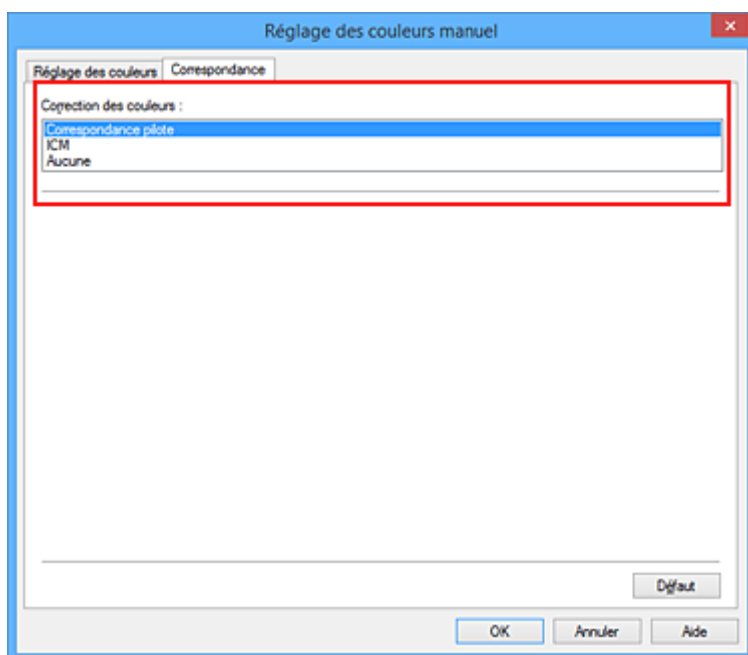 Réglage des couleurs manuel
Réglage des couleurs Correspondance
Correction des couleurs :
Correspondance pilote
ICM
Aucune
Défaut
OK Annuler Aide